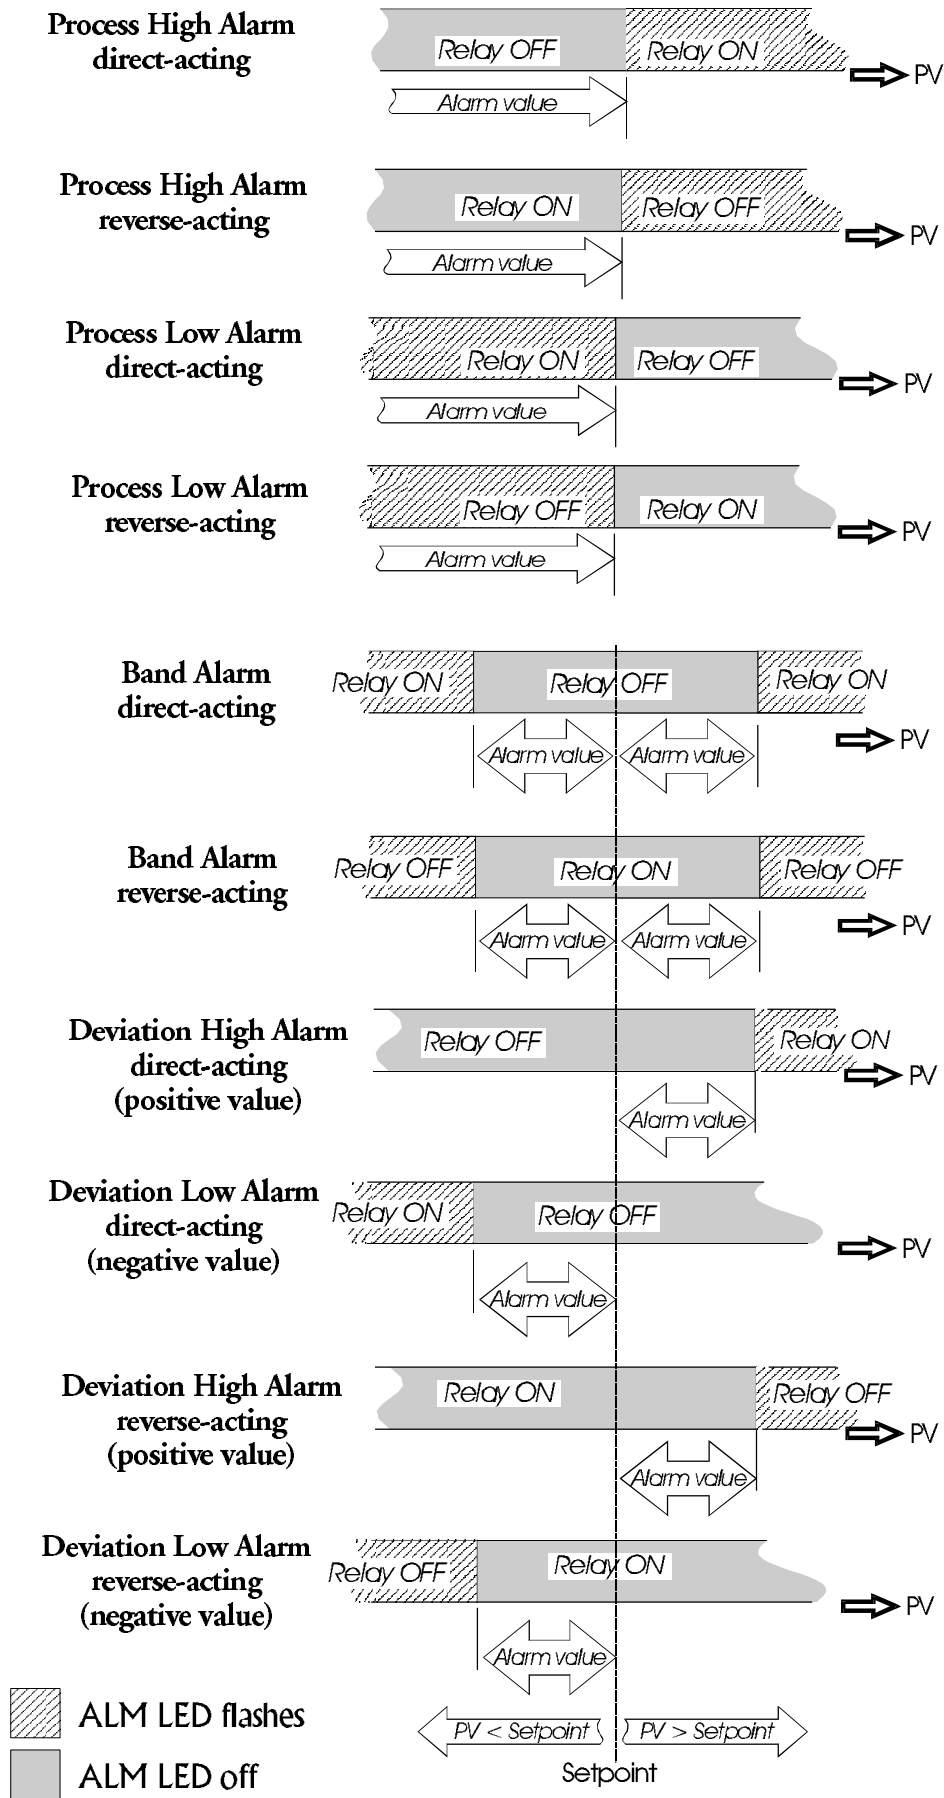 Process High Alarm
direct-acting
Relay OFF
Relay ON
PV
Alarm value
Process High Alarm
reverse-acting
Relay ON
Relay OFF
PV
Alarm value
Process Low Alarm
direct-acting
Relay ON
Relay OFF
PV
Alarm value
Process Low Alarm
reverse-acting
Relay OFF
Relay ON
PV
Alarm value
Band Alarm
direct-acting
Relay ON
Relay OFF
Relay ON
PV
Alarm value
Alarm value
Band Alarm
reverse-acting
Relay OFF
Relay ON
Relay OFF
PV
Alarm value
Alarm value
Deviation High Alarm
direct-acting
(positive value)
Relay OFF
Relay ON
PV
Alarm value
Deviation Low Alarm
direct-acting
(negative value)
Relay ON
Relay OFF
PV
Alarm value
Deviation High Alarm
reverse-acting
(positive value)
Relay ON
Relay OFF
PV
Alarm value
Deviation Low Alarm
reverse-acting
(negative value)
Relay OFF
Relay ON
PV
Alarm value
ALM LED flashes
PV < Setpoint
PV > Setpoint
Setpoint
ALM LED off